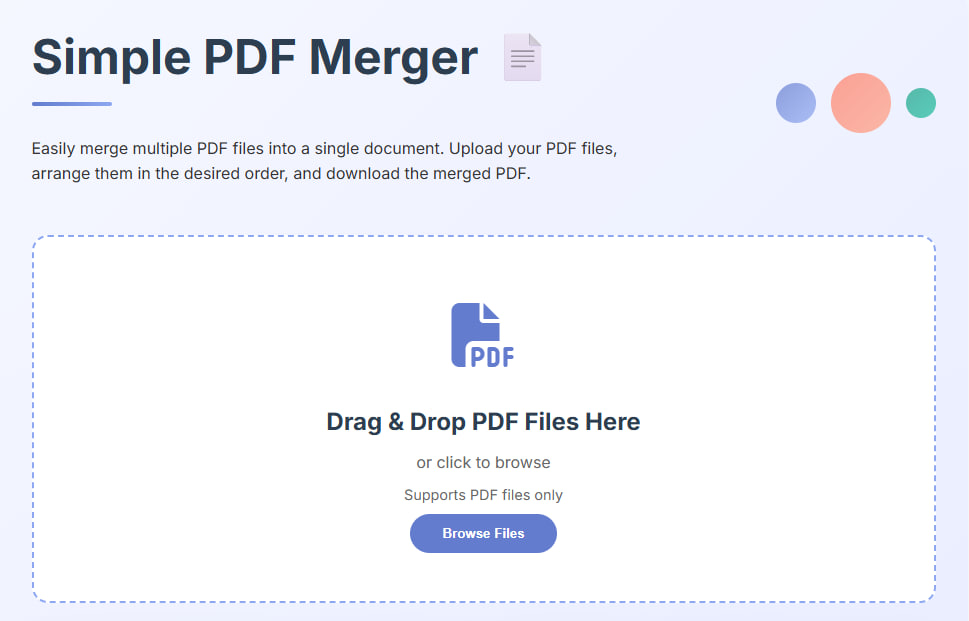 Simple PDF Merger
Easily merge multiple PDF files into a single document. Upload your PDF files,
arrange them in the desired order, and download the merged PDF.
PDF
Drag & Drop PDF Files Here
or click to browse
Supports PDF files only
Browse Files